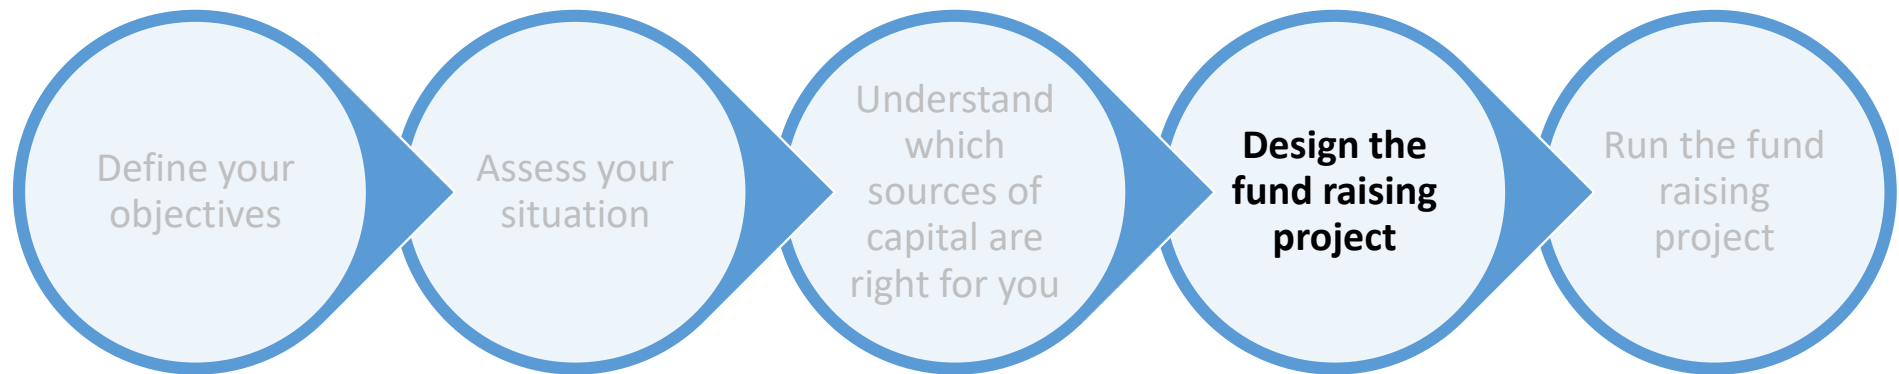 Define your
objectives
Assess your
situation
Understand
which
sources of
capital are
right for you
Design the
fund raising
project
Run the fund
raising
project